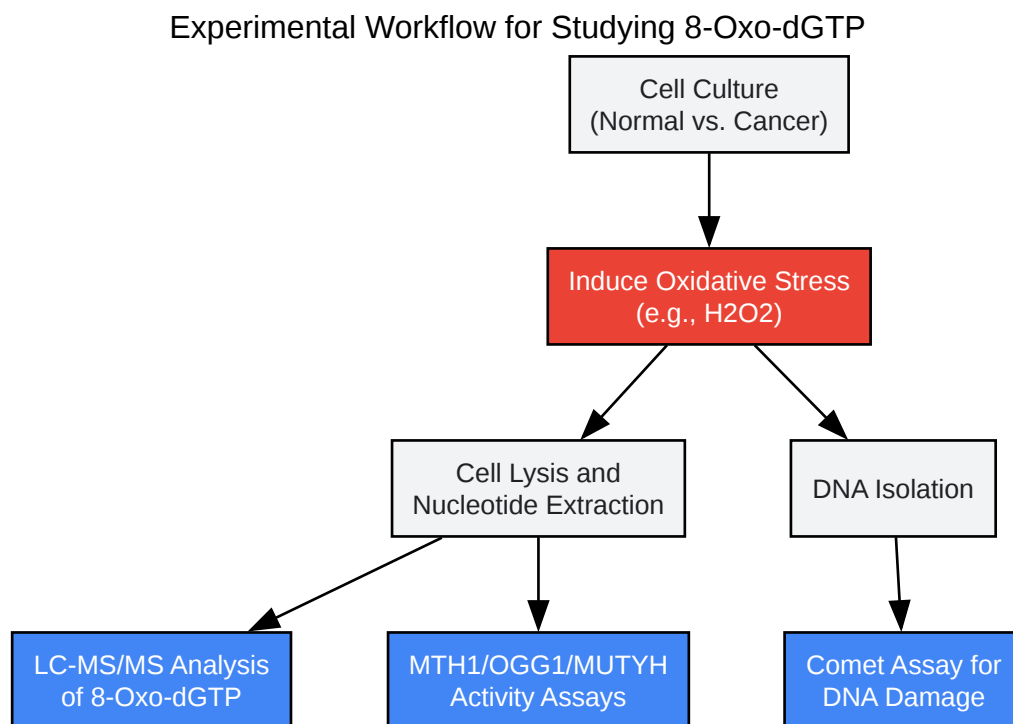 Experimental Workflow for Studying 8-Oxo-dGTP
Cell Culture
(Normal vs. Cancer)
Induce Oxidative Stress
(e.g., H2O2)
Cell Lysis and
Nucleotide Extraction
DNA Isolation
LC-MS/MS Analysis
of 8-Oxo-dGTP
MTH1/OGG1/MUTYH
Activity Assays
Comet Assay for
DNA Damage